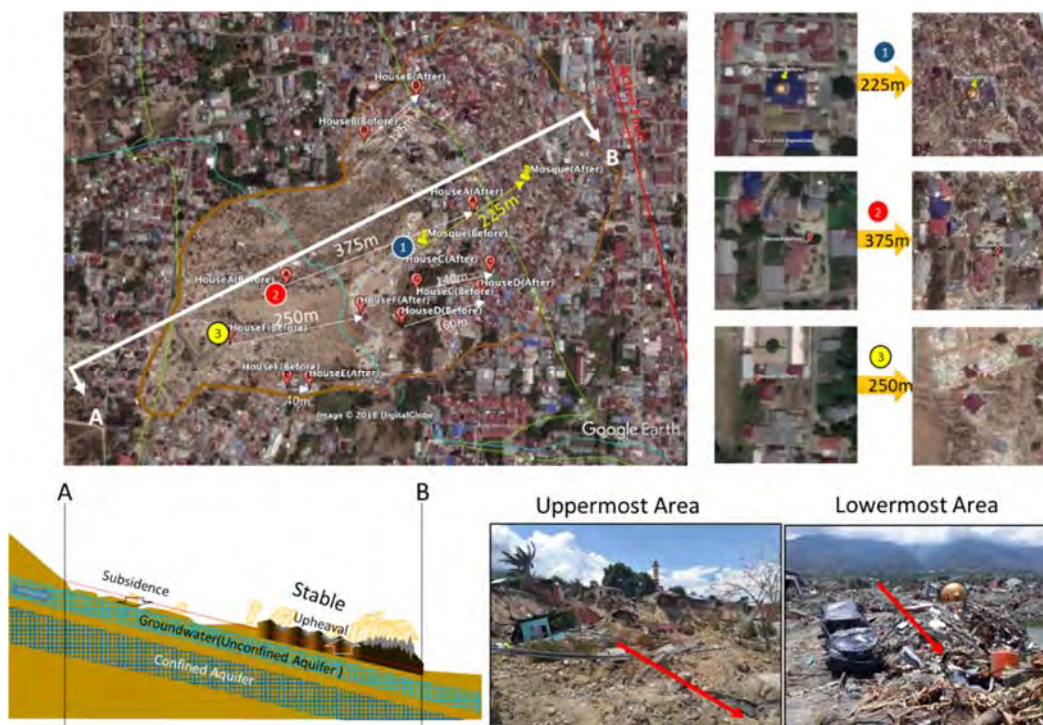 HouseB(After)
HouseB(Before)
Active Fault
B
Mosque(After)
HouseA(After)
225m
375m
1
Mosque(Before)
HouseC(After)
HouseA(Before)
140m
HouseD(After)
2
HouseC(Before)
HouseF(After)
250m
HouseD(Before)
3
HouseF(Before)
160m
HouseE(Before)
HouseE(After)
40m
A
Image © 2018 DigitalGlobe
Google Earth
1
225m
2
375m
3
250m
A
B
Subsidence
Stable
Upheaval
Groundwater(Unconfined Aquifer)
Confined Aquifer
Uppermost Area
Lowermost Area